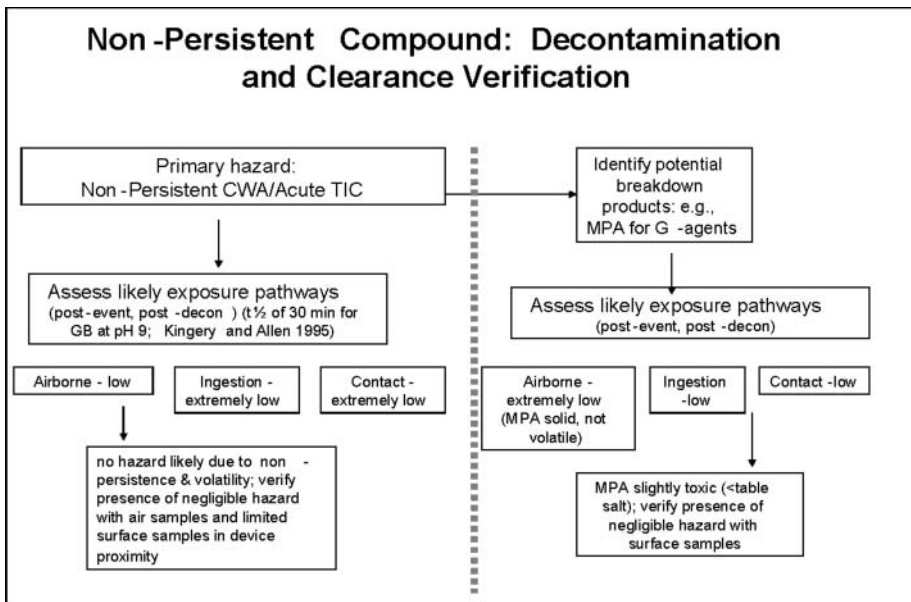 Non -Persistent Compound: Decontamination
and Clearance Verification
Primary hazard:
Non -Persistent CWA/Acute TIC
Assess likely exposure pathways
(post-event, post -decon ) (t½ of 30 min for
GB at pH 9; Kingery and Allen 1995)
Airborne - low
Ingestion -
extremely low
Contact -
extremely low
no hazard likely due to non -
persistence & volatility; verify
presence of negligible hazard
with air samples and limited
surface samples in device
proximity
Identify potential
breakdown
products: e.g.,
MPA for G -agents
Assess likely exposure pathways
(post-event, post -decon)
Airborne -
extremely low
(MPA solid, not
volatile)
Ingestion
-low
Contact -low
MPA slightly toxic (<table
salt); verify presence of
negligible hazard with
surface samples